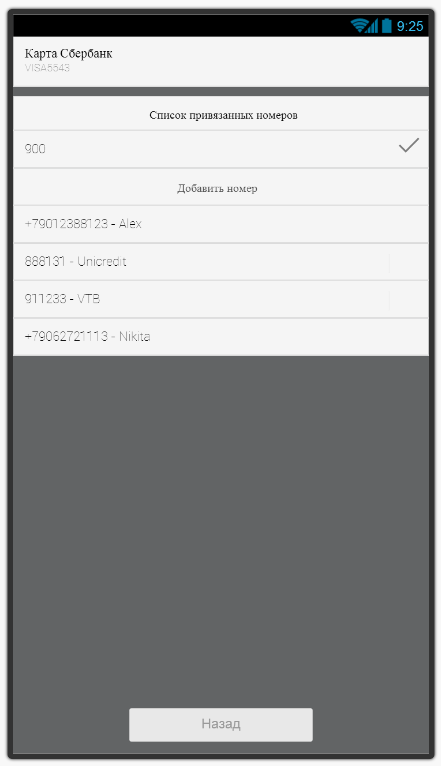 9:25
Карта Сбербанк
VISA5543
Список привязанных номеров
900
Добавить номер
+79012388123 - Alex
888131 - Unicredit
911233 - VTB
+79062721113 - Nikita
Назад